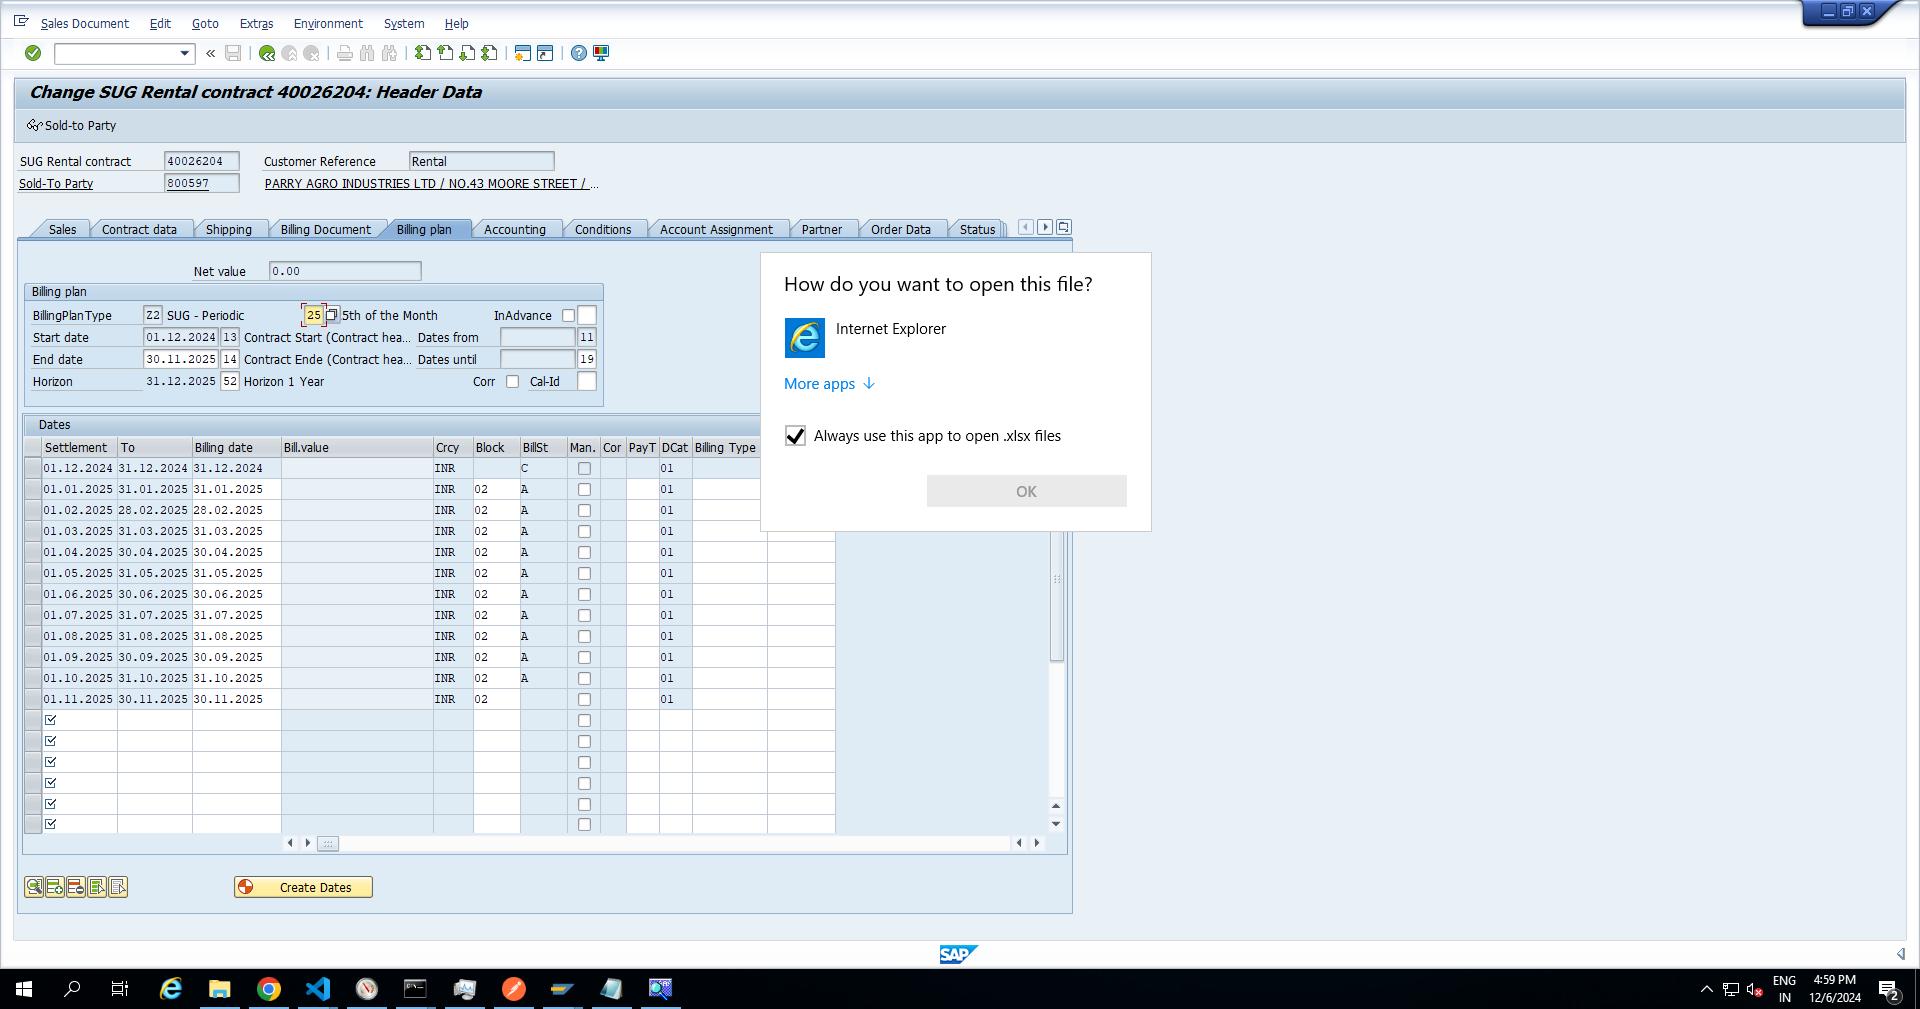 Sales Document Edit Goto Extras Environment System Help
Change SUG Rental contract 40026204: Header Data
Sold-to Party
SUG Rental contract 40026204 Customer Reference Rental
Sold-To Party 800597 PARRY AGRO INDUSTRIES LTD / NO.43 MOORE STREET / ...
Sales Contract data Shipping Billing Document Billing plan Accounting Conditions Account Assignment Partner Order Data Status
Net value 0.00
Billing plan
BillingPlanType Z2 SUG - Periodic 25 5th of the Month InAdvance
Start date 01.12.2024 13 Contract Start (Contract hea... Dates from 11
End date 30.11.2025 14 Contract Ende (Contract hea... Dates until 19
Horizon 31.12.2025 52 Horizon 1 Year Corr Cal-Id
Dates
Settlement To Billing date Bill.value Crcy Block BillSt Man. Cor PayT DCat Billing Type
01.12.2024 31.12.2024 31.12.2024 INR C 01
01.01.2025 31.01.2025 31.01.2025 INR 02 A 01
01.02.2025 28.02.2025 28.02.2025 INR 02 A 01
01.03.2025 31.03.2025 31.03.2025 INR 02 A 01
01.04.2025 30.04.2025 30.04.2025 INR 02 A 01
01.05.2025 31.05.2025 31.05.2025 INR 02 A 01
01.06.2025 30.06.2025 30.06.2025 INR 02 A 01
01.07.2025 31.07.2025 31.07.2025 INR 02 A 01
01.08.2025 31.08.2025 31.08.2025 INR 02 A 01
01.09.2025 30.09.2025 30.09.2025 INR 02 A 01
01.10.2025 31.10.2025 31.10.2025 INR 02 A 01
01.11.2025 30.11.2025 30.11.2025 INR 02 01
Create Dates
How do you want to open this file?
Internet Explorer
More apps
Always use this app to open .xlsx files
OK
SAP
ENG
IN
4:59 PM
12/6/2024
2